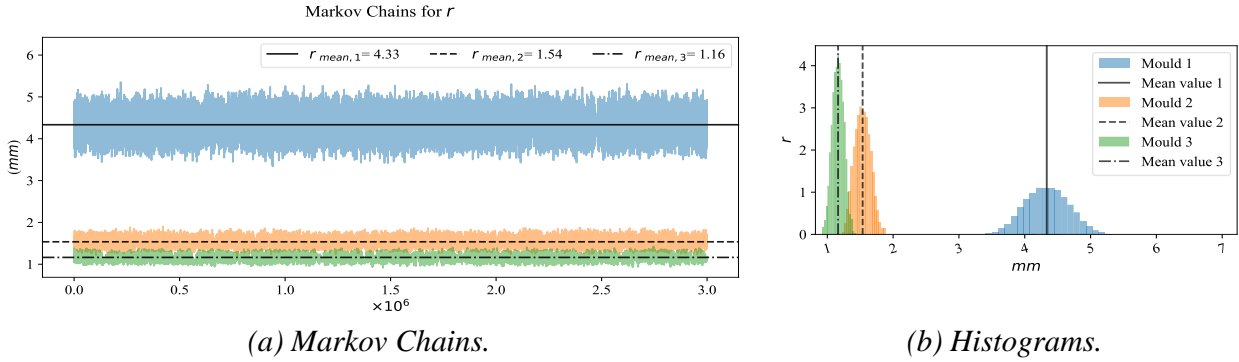 Markov Chains for r
r mean,1= 4.33 r mean,2= 1.54 r mean,3= 1.16
6
5
4
3
2
1
(mm)
0.0 0.5 1.0 1.5 2.0 2.5 3.0
×10⁶
(a) Markov Chains.
4
3
2
1
0
r
Mould 1
Mean value 1
Mould 2
Mean value 2
Mould 3
Mean value 3
1 2 3 4 5 6 7
mm
(b) Histograms.